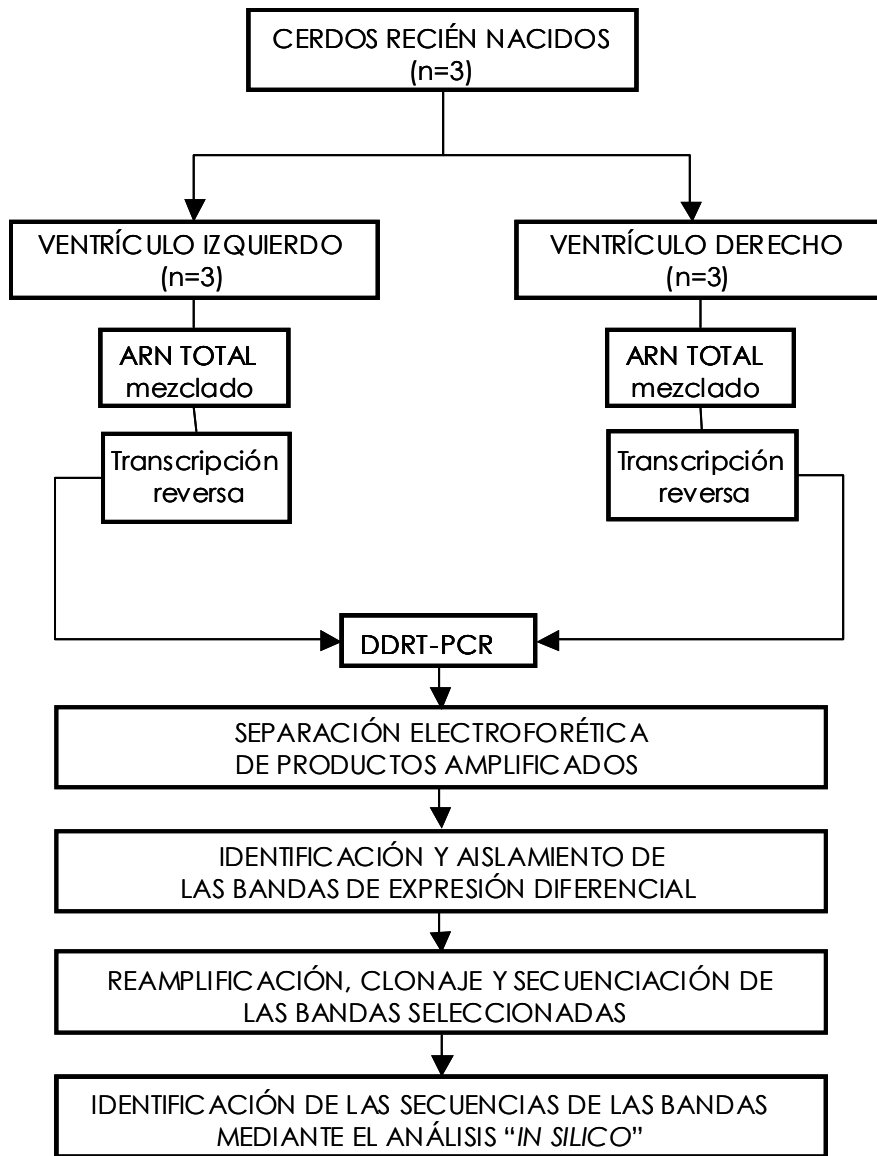 CERDOS RECIÉN NACIDOS
(n=3)
VENTRÍCULO IZQUIERDO
(n=3)
VENTRÍCULO DERECHO
(n=3)
ARN TOTAL
mezclado
ARN TOTAL
mezclado
Transcripción
reversa
Transcripción
reversa
DDRT-PCR
SEPARACIÓN ELECTROFORÉTICA
DE PRODUCTOS AMPLIFICADOS
IDENTIFICACIÓN Y AISLAMIENTO DE
LAS BANDAS DE EXPRESIÓN DIFERENCIAL
REAMPLIFICACIÓN, CLONAJE Y SECUENCIACIÓN DE
LAS BANDAS SELECCIONADAS
IDENTIFICACIÓN DE LAS SECUENCIAS DE LAS BANDAS
MEDIANTE EL ANÁLISIS “IN SILICO”